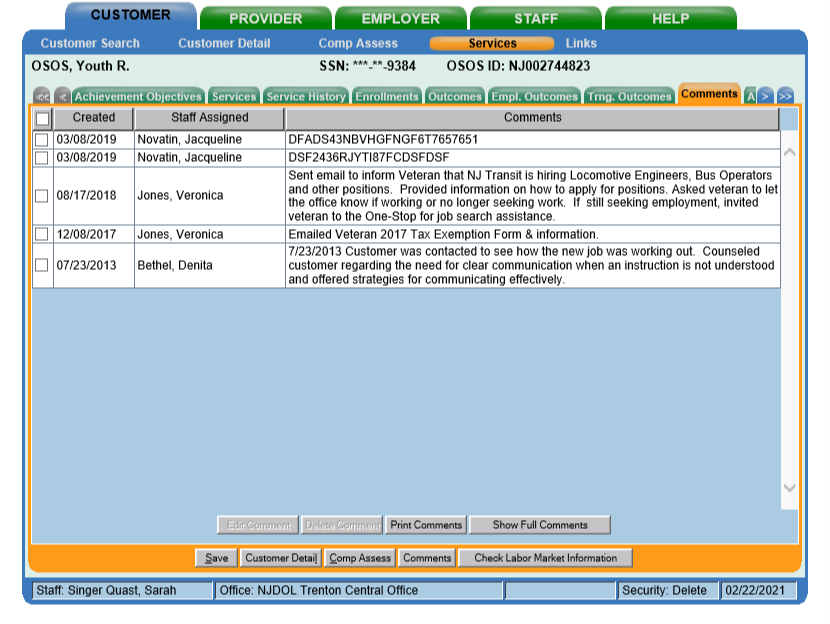 CUSTOMER PROVIDER EMPLOYER STAFF HELP
Customer Search Customer Detail Comp Assess Services Links
OSOS, Youth R. SSN: ***-**-9384 OSOS ID: NJ002744823
<< < Achievement Objectives Services Service History Enrollments Outcomes Empl. Outcomes Trng. Outcomes Comments A > >>
Created Staff Assigned Comments
03/08/2019 Novatin, Jacqueline DFADS43NBVHGFNGF6T7657651
03/08/2019 Novatin, Jacqueline DSF2436RJYTI87FCDSFDSF
08/17/2018 Jones, Veronica Sent email to inform Veteran that NJ Transit is hiring Locomotive Engineers, Bus Operators
and other positions. Provided information on how to apply for positions. Asked veteran to let
the office know if working or no longer seeking work. If still seeking employment, invited
veteran to the One-Stop for job search assistance.
12/08/2017 Jones, Veronica Emailed Veteran 2017 Tax Exemption Form & information.
07/23/2013 Bethel, Denita 7/23/2013 Customer was contacted to see how the new job was working out. Counseled
customer regarding the need for clear communication when an instruction is not understood
and offered strategies for communicating effectively.
Edit Comment Delete Comment Print Comments Show Full Comments
Save Customer Detail Comp Assess Comments Check Labor Market Information
Staff: Singer Quast, Sarah Office: NJDOL Trenton Central Office Security: Delete 02/22/2021